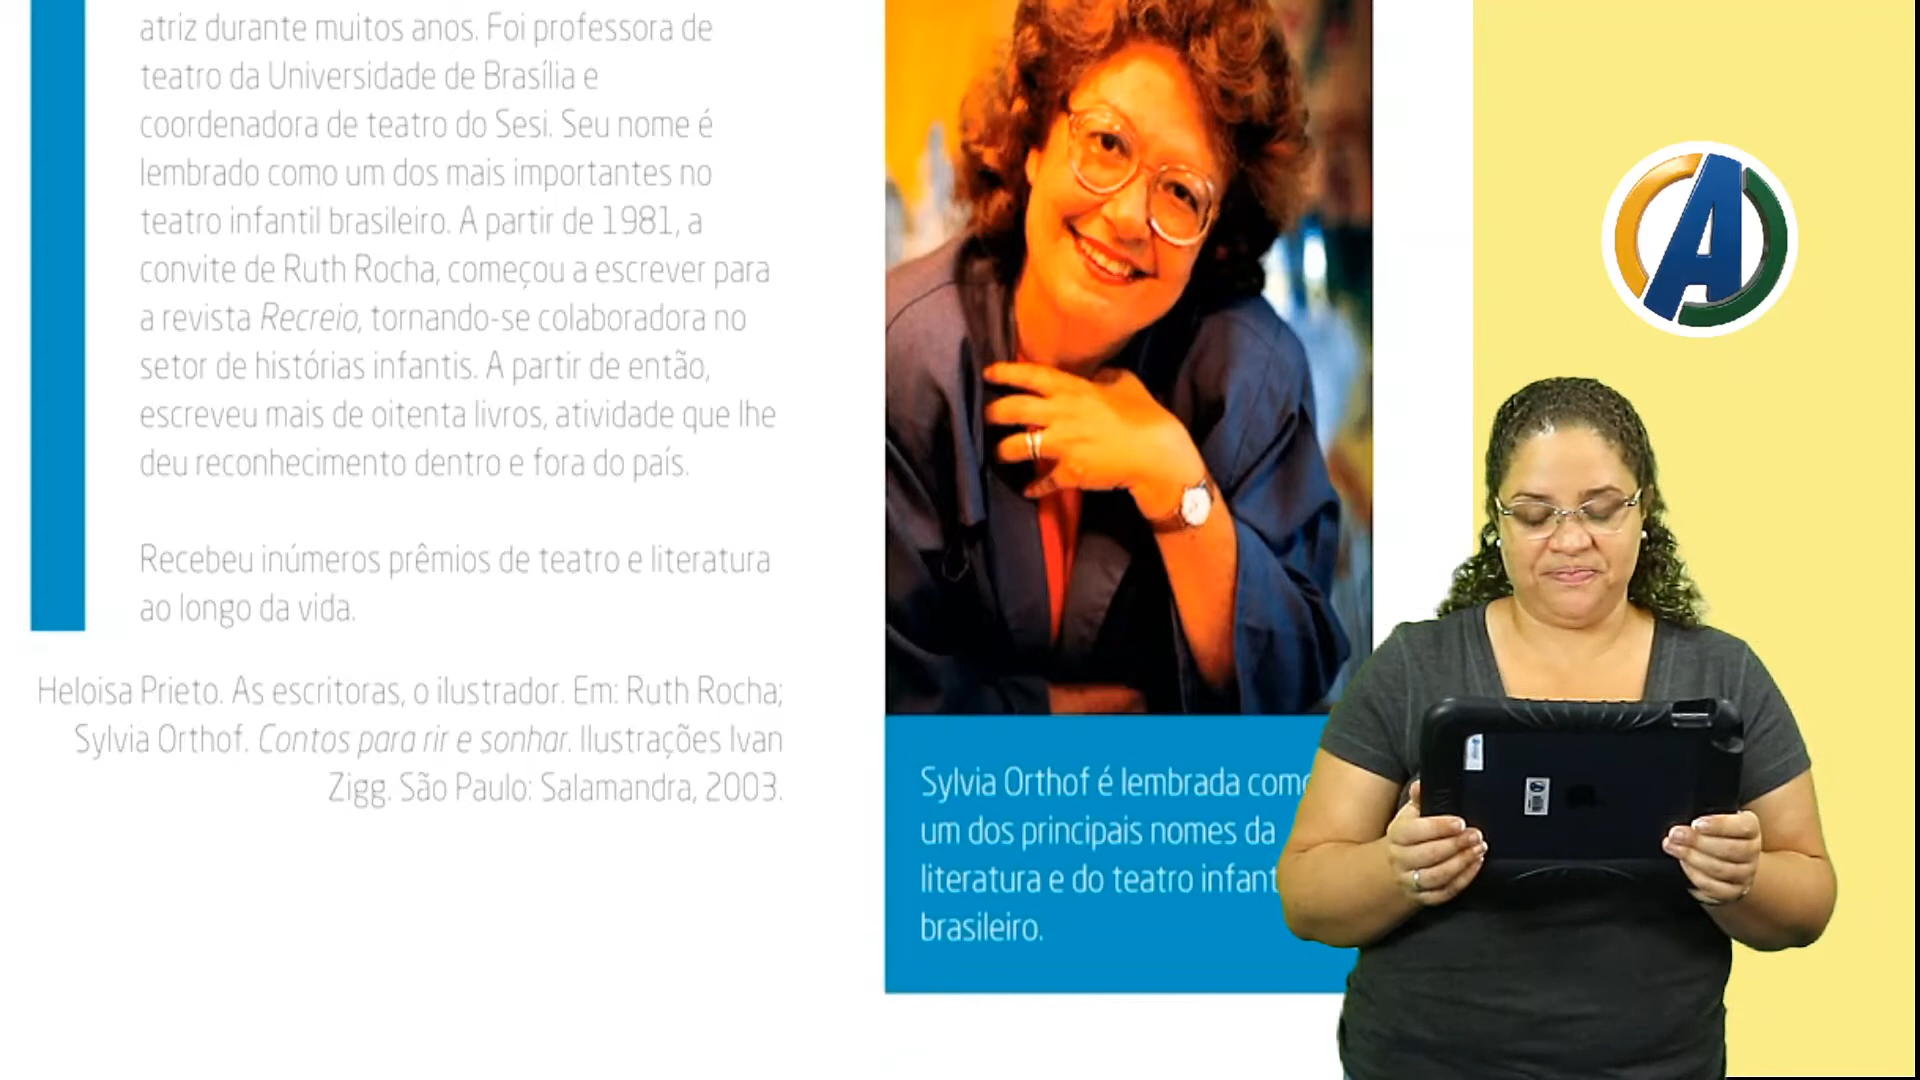 atriz durante muitos anos. Foi professora de
teatro da Universidade de Brasília e
coordenadora de teatro do Sesi. Seu nome é
lembrado como um dos mais importantes no
teatro infantil brasileiro. A partir de 1981, a
convite de Ruth Rocha, começou a escrever para
a revista Recreio, tornando-se colaboradora no
setor de histórias infantis. A partir de então,
escreveu mais de oitenta livros, atividade que lhe
deu reconhecimento dentro e fora do país.
Recebeu inúmeros prêmios de teatro e literatura
ao longo da vida.
Heloisa Prieto. As escritoras, o ilustrador. Em: Ruth Rocha;
Sylvia Orthof. Contos para rir e sonhar. Ilustrações Ivan
Zigg. São Paulo: Salamandra, 2003.
Sylvia Orthof é lembrada como
um dos principais nomes da
literatura e do teatro infant
brasileiro.
A